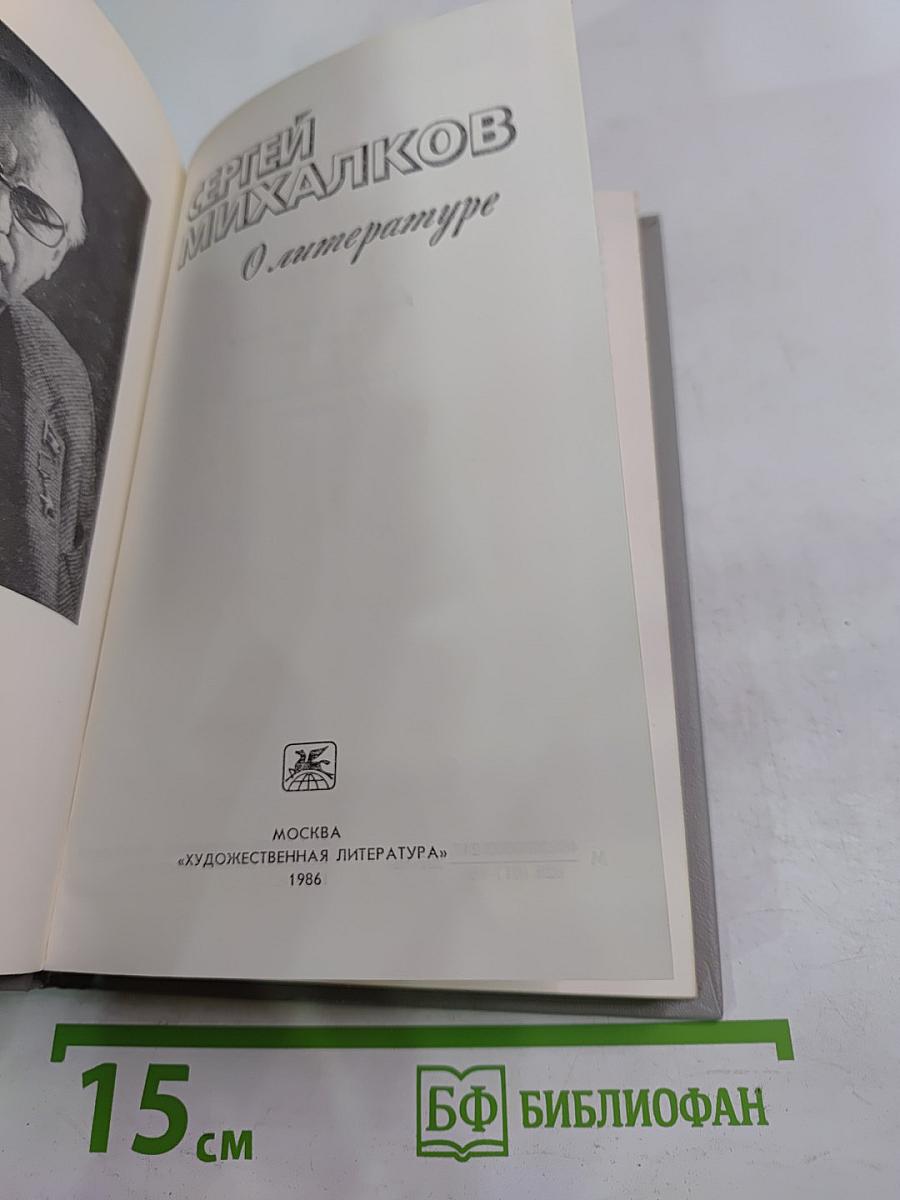 СЕРГЕЙ
МИХАЛКОВ
О литературе
МОСКВА
«ХУДОЖЕСТВЕННАЯ ЛИТЕРАТУРА»
1986
15 см
БФ БИБЛИОФАН